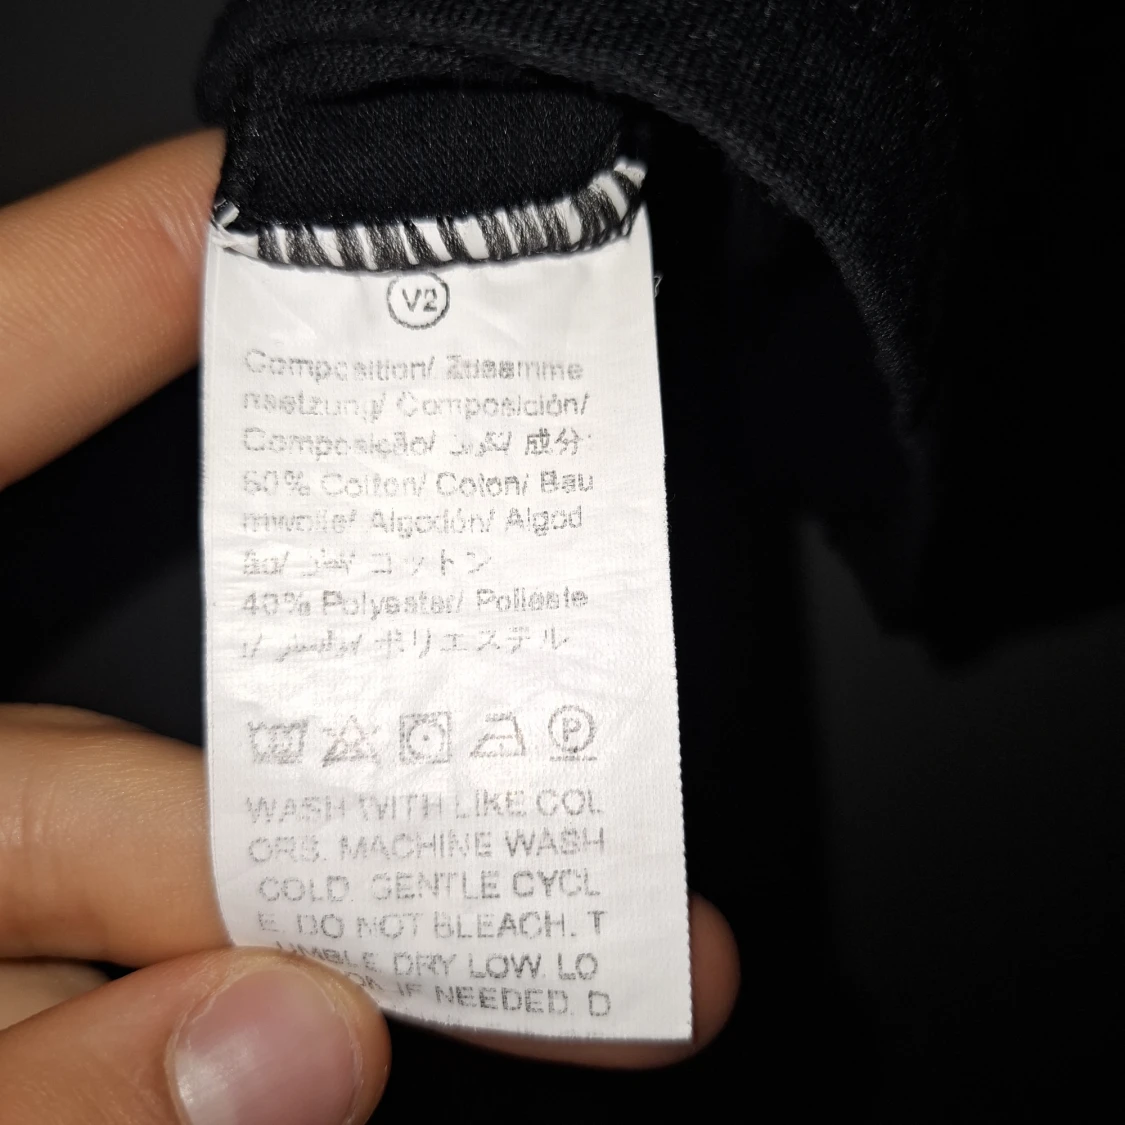 V2
Composition/ Zusamme
nsetzung/ Composición/
Composição/ تركيب/ 成分
60% Cotton/ Coton/ Bau
mwolle/ Algodón/ Algod
ão/ قطن/ コットン
40% Polyester/ Polieste
r/ بوليستر/ ポリエステル
P
WASH WITH LIKE COL
ORS. MACHINE WASH
COLD. GENTLE CYCL
E. DO NOT BLEACH. T
UMBLE DRY LOW. LO
IF NEEDED. D